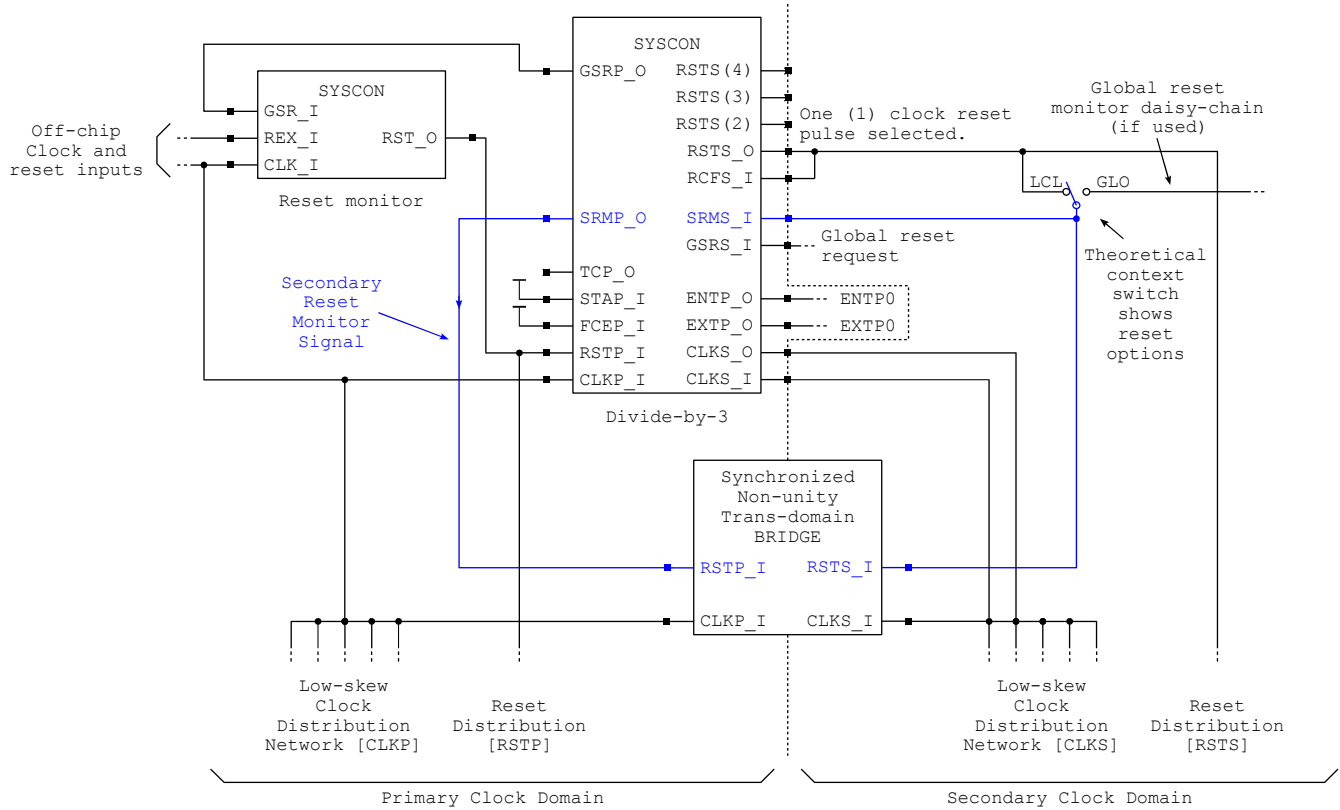 SYSCON
GSRP_O
RSTS(4)
RSTS(3)
RSTS(2)
RSTS_O
RCFS_I
SRMP_O
SRMS_I
GSRS_I
TCP_O
STAP_I
ENTP_O
FCEP_I
EXTP_O
RSTP_I
CLKS_O
CLKP_I
CLKS_I
Divide-by-3
SYSCON
GSR_I
REX_I
RST_O
CLK_I
Reset monitor
Off-chip
Clock and
reset inputs
One (1) clock reset
pulse selected.
Global reset
monitor daisy-chain
(if used)
LCL
GLO
Global reset
request
Theoretical
context
switch
shows
reset
options
ENTP0
EXTP0
Secondary
Reset
Monitor
Signal
Synchronized
Non-unity
Trans-domain
BRIDGE
RSTP_I
RSTS_I
CLKP_I
CLKS_I
Low-skew
Clock
Distribution
Network [CLKP]
Reset
Distribution
[RSTP]
Low-skew
Clock
Distribution
Network [CLKS]
Reset
Distribution
[RSTS]
Primary Clock Domain
Secondary Clock Domain